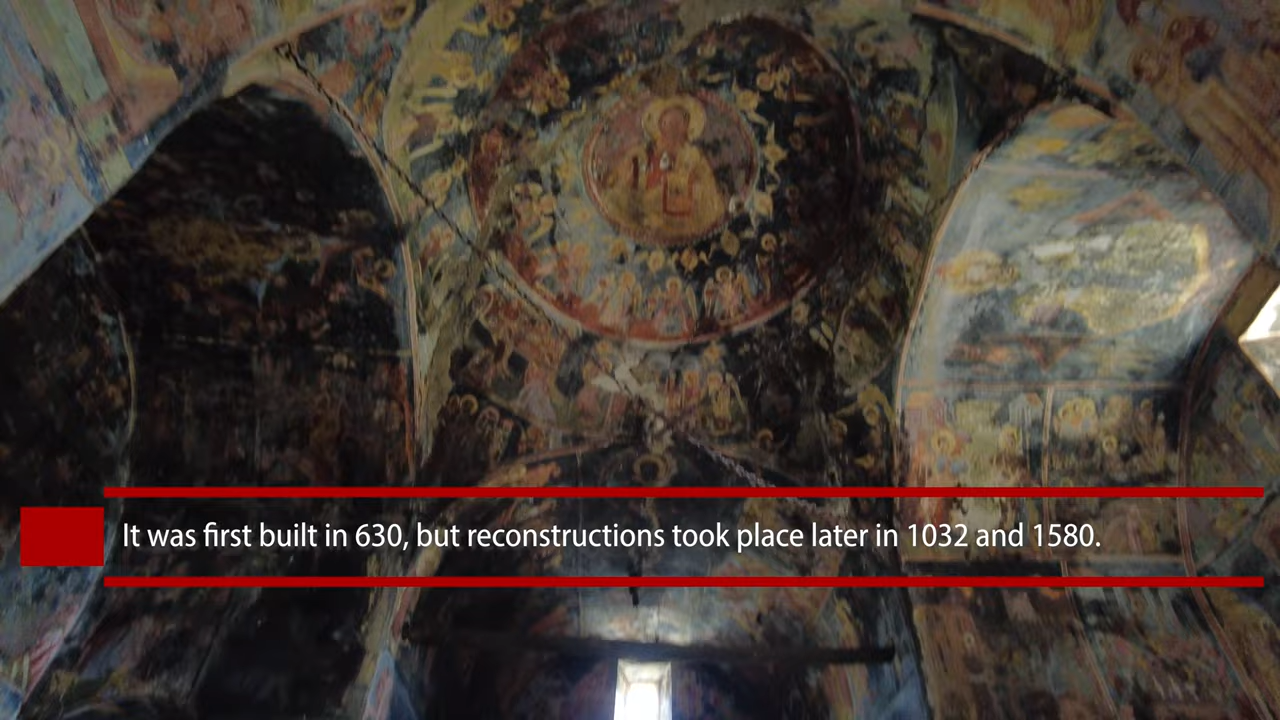 It was first built in 630, but reconstructions took place later in 1032 and 1580.